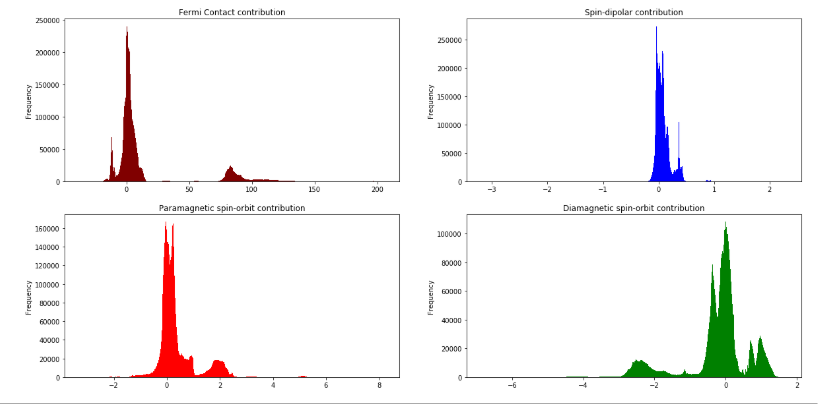 Fermi Contact contribution
250000
200000
150000
100000
50000
0
Frequency
0 50 100 150 200
Spin-dipolar contribution
250000
200000
150000
100000
50000
0
Frequency
−3 −2 −1 0 1 2
Paramagnetic spin-orbit contribution
160000
140000
120000
100000
80000
60000
40000
20000
0
Frequency
−2 0 2 4 6 8
Diamagnetic spin-orbit contribution
100000
80000
60000
40000
20000
0
Frequency
−6 −4 −2 0 2